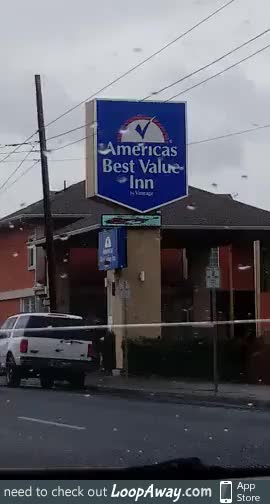 Americas
Best Value
Inn
by Vantage
need to check out LoopAway.com
App
Store